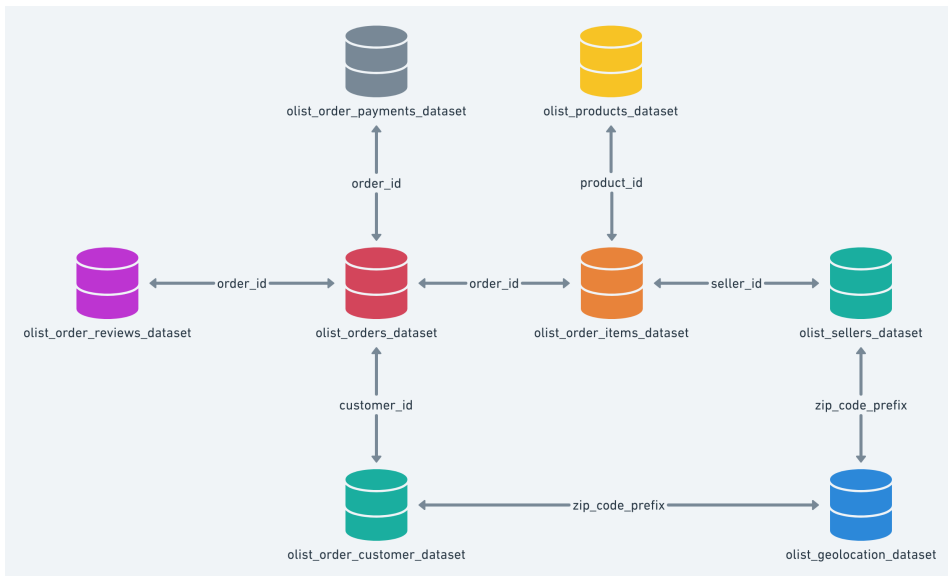 olist_order_payments_dataset
olist_products_dataset
order_id
product_id
order_id
order_id
seller_id
olist_order_reviews_dataset
olist_orders_dataset
olist_order_items_dataset
olist_sellers_dataset
customer_id
zip_code_prefix
zip_code_prefix
olist_order_customer_dataset
olist_geolocation_dataset